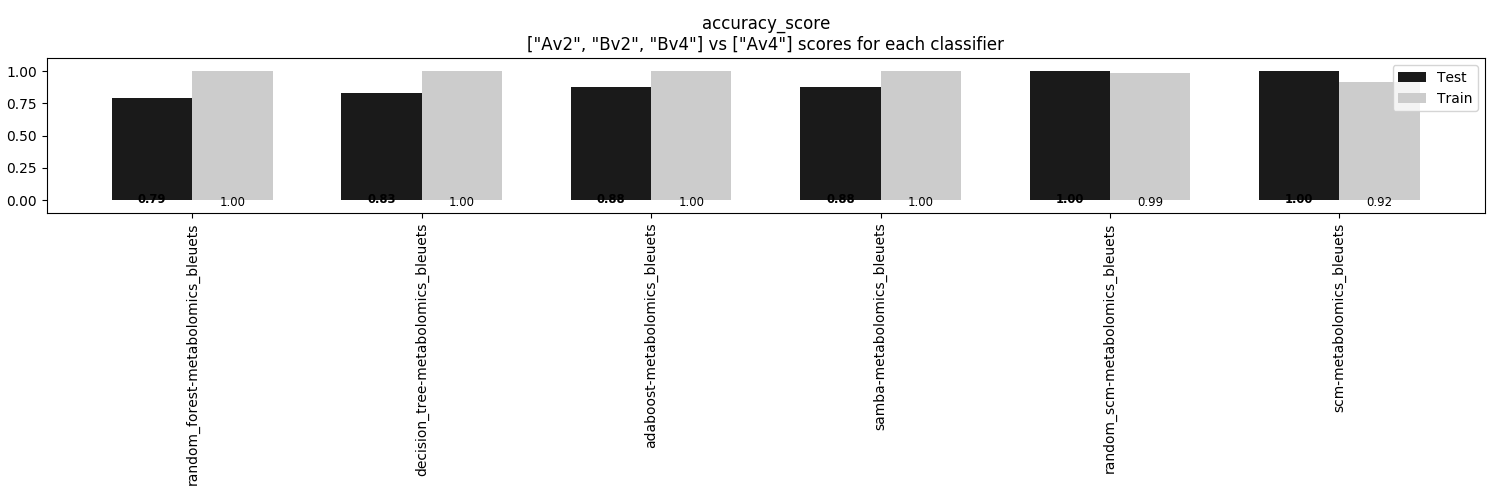 accuracy_score
["Av2", "Bv2", "Bv4"] vs ["Av4"] scores for each classifier
1.00
0.75
0.50
0.25
0.00
Test
Train
0.79
1.00
0.83
1.00
0.88
1.00
0.88
1.00
1.00
0.99
1.00
0.92
random_forest-metabolomics_bleuets
decision_tree-metabolomics_bleuets
adaboost-metabolomics_bleuets
samba-metabolomics_bleuets
random_scm-metabolomics_bleuets
scm-metabolomics_bleuets